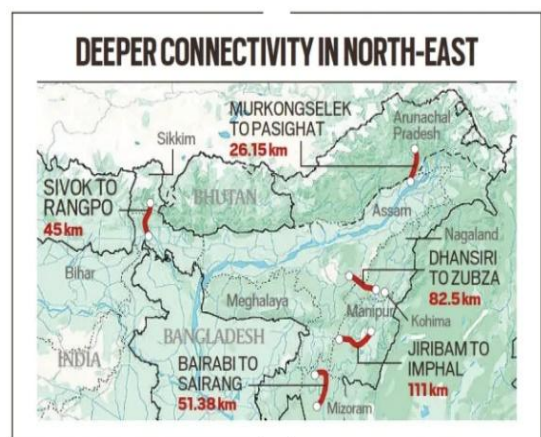 DEEPER CONNECTIVITY IN NORTH-EAST
MURKONGSELEK
TO PASIGHAT
26.15 km
Arunachal
Pradesh
Sikkim
SIVOK TO
RANGPO
45 km
BHUTAN
Assam
Nagaland
Bihar
DHANSIRI
TO ZUBZA
82.5 km
Meghalaya
Manipur
Kohima
BANGLADESH
INDIA
BAIRABI TO
SAIRANG
51.38 km
JIRIBAM TO
IMPHAL
111 km
Mizoram